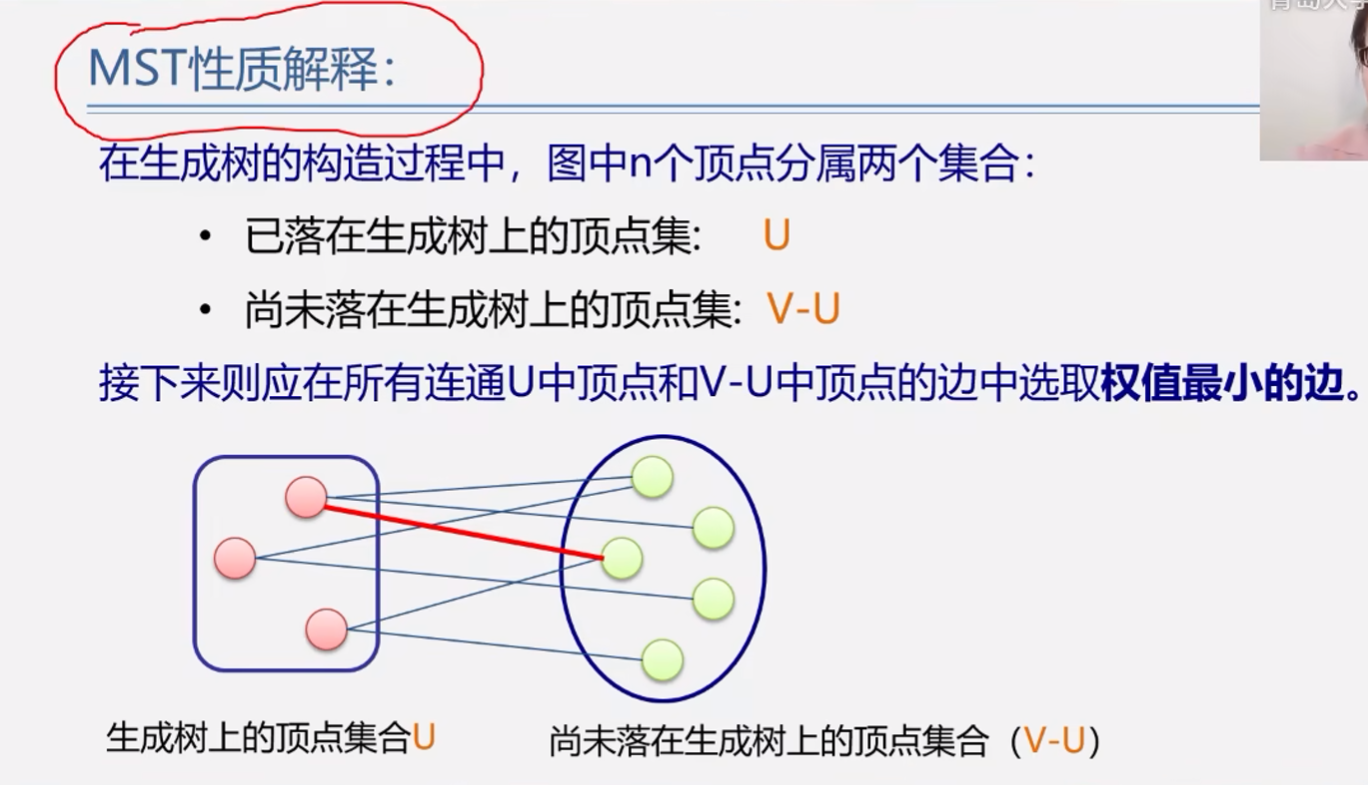 青岛大学
MST性质解释：
在生成树的构造过程中，图中n个顶点分属两个集合：
• 已落在生成树上的顶点集: U
• 尚未落在生成树上的顶点集: V-U
接下来则应在所有连通U中顶点和V-U中顶点的边中选取权值最小的边。
生成树上的顶点集合U
尚未落在生成树上的顶点集合（V-U）